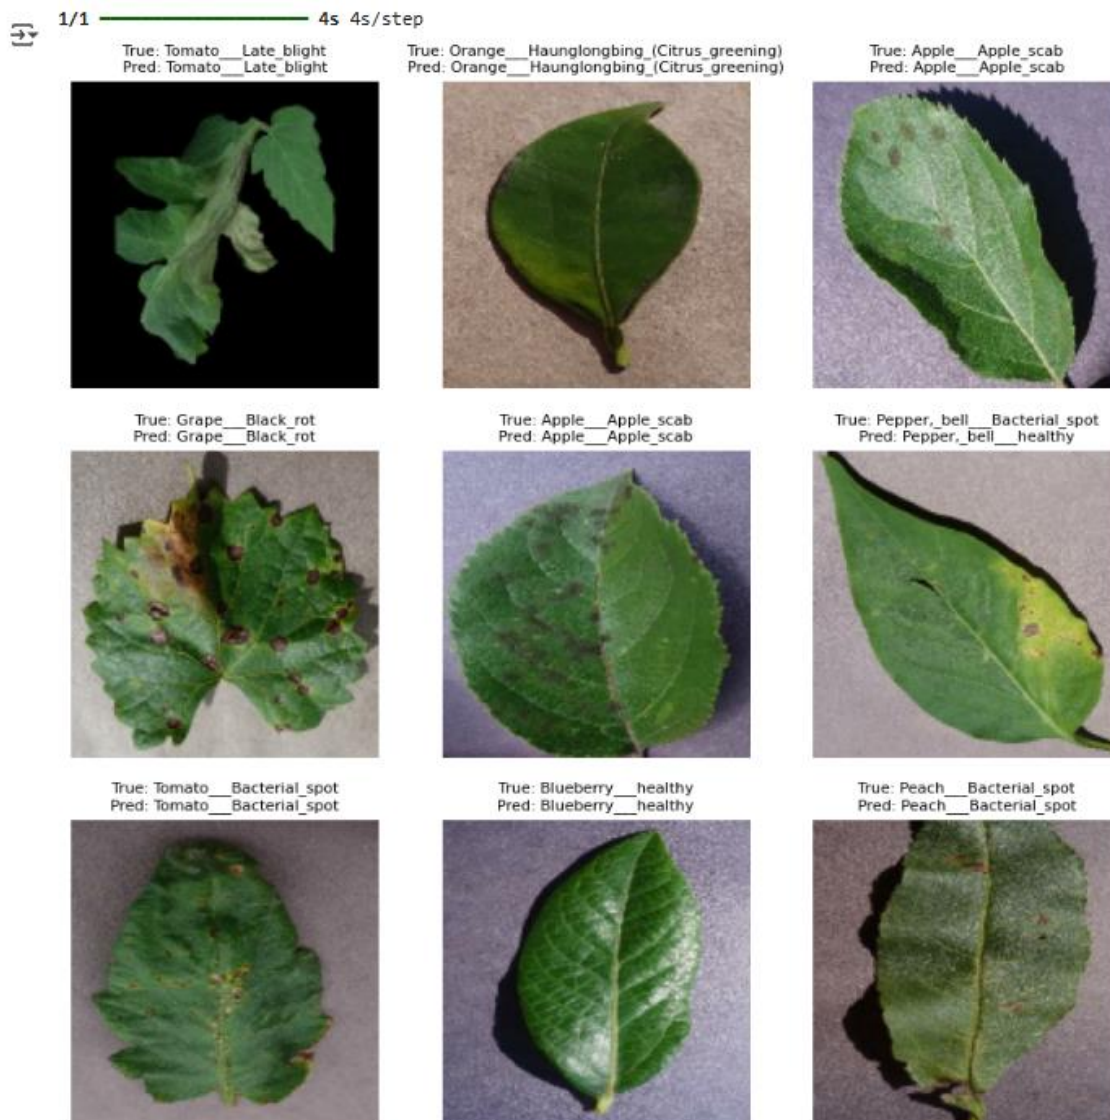 1/1 4s 4s/step
True: Tomato___Late_blight
Pred: Tomato___Late_blight
True: Orange___Haunglongbing_(Citrus_greening)
Pred: Orange___Haunglongbing_(Citrus_greening)
True: Apple___Apple_scab
Pred: Apple___Apple_scab
True: Grape___Black_rot
Pred: Grape___Black_rot
True: Apple___Apple_scab
Pred: Apple___Apple_scab
True: Pepper,_bell___Bacterial_spot
Pred: Pepper,_bell___healthy
True: Tomato___Bacterial_spot
Pred: Tomato___Bacterial_spot
True: Blueberry___healthy
Pred: Blueberry___healthy
True: Peach___Bacterial_spot
Pred: Peach___Bacterial_spot